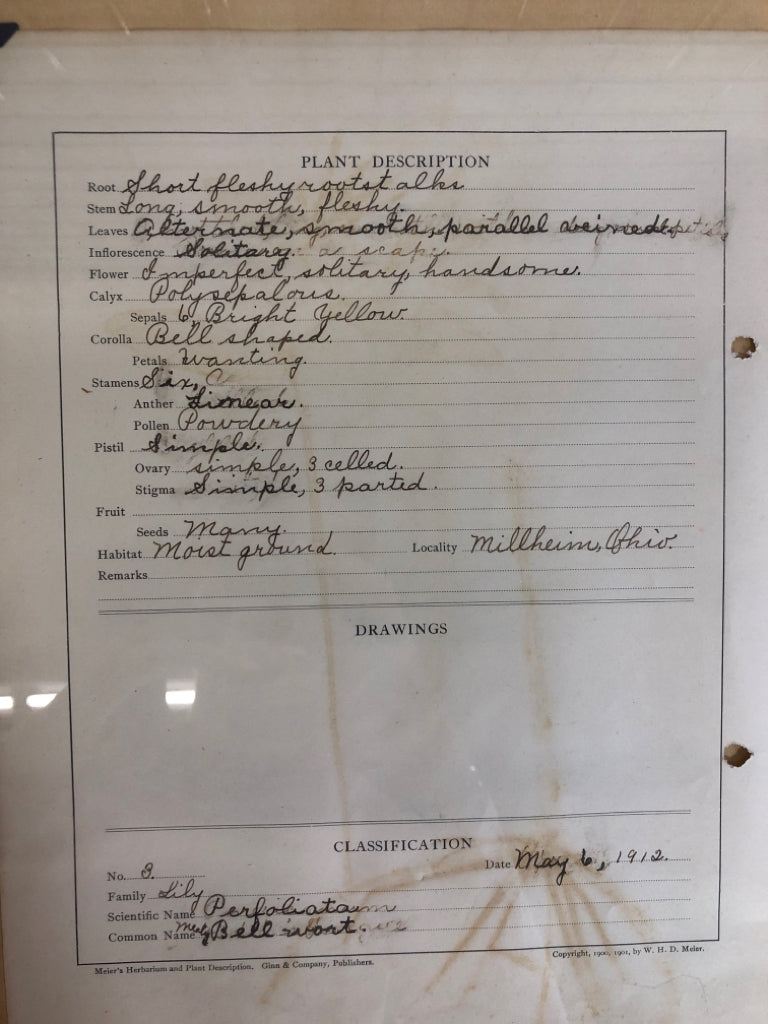 PLANT DESCRIPTION
Root Short fleshy rootstalks
Stem Long, smooth, fleshy.
Leaves Alternate, smooth, parallel veined
Inflorescence Solitary. a scape.
Flower Imperfect, solitary, handsome.
Calyx Polysepalous.
Sepals 6, Bright Yellow
Corolla Bell shaped.
Petals Wanting.
Stamens Six,
Anther Linear.
Pollen Powdery
Pistil Simple.
Ovary simple, 3 celled.
Stigma Simple, 3 parted.
Fruit
Seeds Many.
Habitat Moist ground. Locality Millheim, Ohio.
Remarks
DRAWINGS
CLASSIFICATION
No. 3. Date May 6, 1912.
Family Lily
Scientific Name Perfoliata
Common Name Mealy Bell wort.
Meier's Herbarium and Plant Description. Ginn & Company, Publishers. Copyright, 1900, 1901, by W. H. D. Meier.